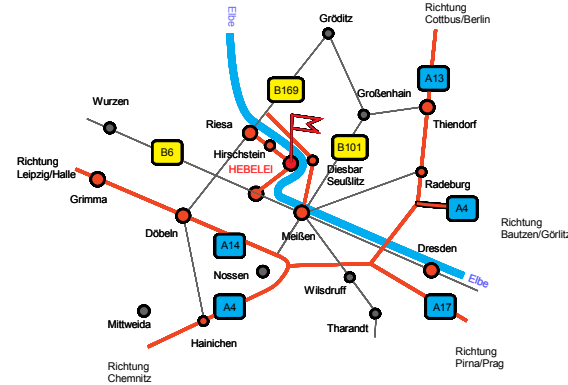 Elbe
Gröditz
Richtung
Cottbus/Berlin
A13
B169
Großenhain
Wurzen
Riesa
Thiendorf
B6
B101
Hirschstein
HEBELEI
Diesbar
Seußlitz
Richtung
Leipzig/Halle
Grimma
Radeburg
A4
Richtung
Bautzen/Görlitz
Döbeln
Meißen
A14
Dresden
Nossen
Elbe
Wilsdruff
A4
A17
Mittweida
Tharandt
Hainichen
Richtung
Chemnitz
Richtung
Pirna/Prag